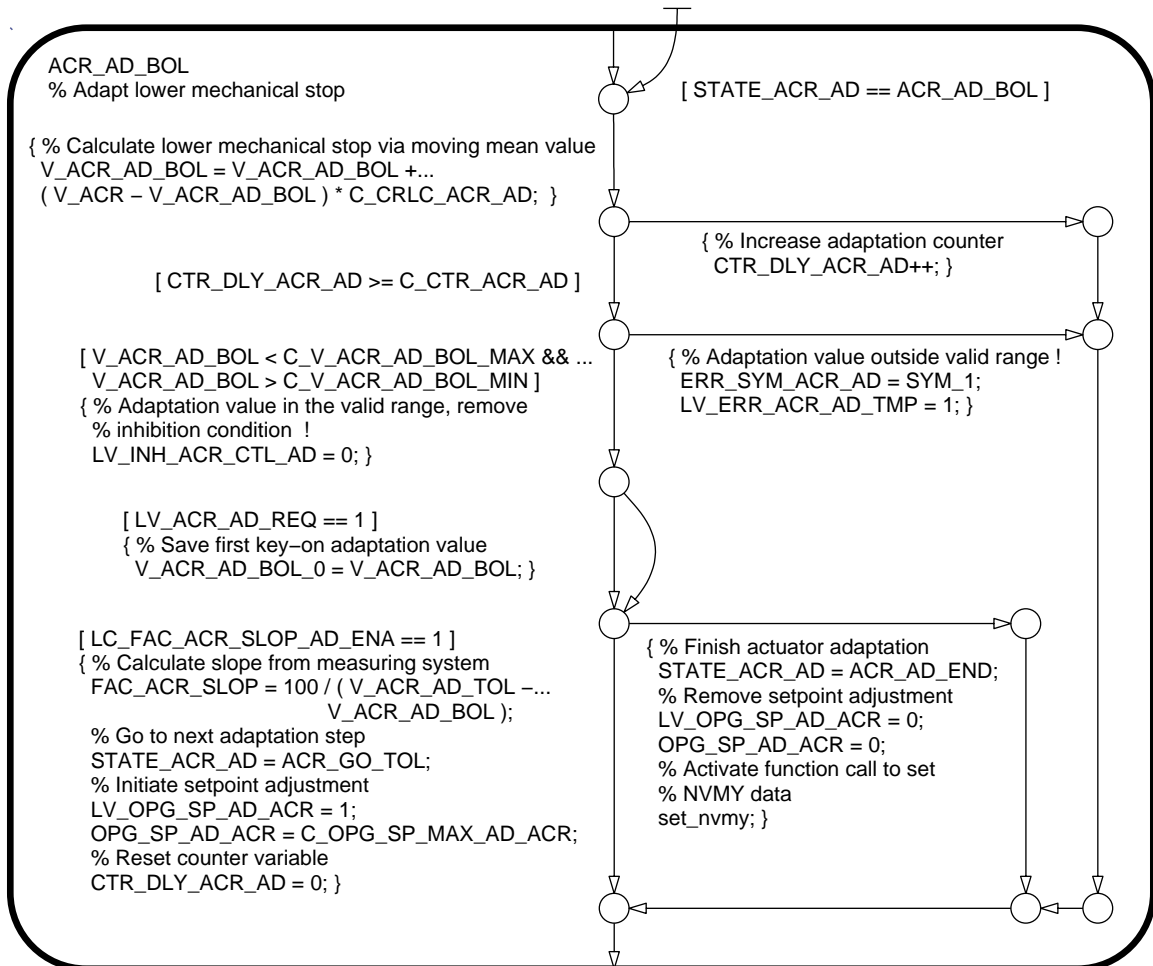 ACR_AD_BOL
% Adapt lower mechanical stop
[ STATE_ACR_AD == ACR_AD_BOL ]
{ % Calculate lower mechanical stop via moving mean value
V_ACR_AD_BOL = V_ACR_AD_BOL +...
( V_ACR − V_ACR_AD_BOL ) * C_CRLC_ACR_AD; }
{ % Increase adaptation counter
CTR_DLY_ACR_AD++; }
[ CTR_DLY_ACR_AD >= C_CTR_ACR_AD ]
[ V_ACR_AD_BOL < C_V_ACR_AD_BOL_MAX && ...
V_ACR_AD_BOL > C_V_ACR_AD_BOL_MIN ]
{ % Adaptation value in the valid range, remove
% inhibition condition !
LV_INH_ACR_CTL_AD = 0; }
{ % Adaptation value outside valid range !
ERR_SYM_ACR_AD = SYM_1;
LV_ERR_ACR_AD_TMP = 1; }
[ LV_ACR_AD_REQ == 1 ]
{ % Save first key−on adaptation value
V_ACR_AD_BOL_0 = V_ACR_AD_BOL; }
[ LC_FAC_ACR_SLOP_AD_ENA == 1 ]
{ % Calculate slope from measuring system
FAC_ACR_SLOP = 100 / ( V_ACR_AD_TOL −...
V_ACR_AD_BOL );
% Go to next adaptation step
STATE_ACR_AD = ACR_GO_TOL;
% Initiate setpoint adjustment
LV_OPG_SP_AD_ACR = 1;
OPG_SP_AD_ACR = C_OPG_SP_MAX_AD_ACR;
% Reset counter variable
CTR_DLY_ACR_AD = 0; }
{ % Finish actuator adaptation
STATE_ACR_AD = ACR_AD_END;
% Remove setpoint adjustment
LV_OPG_SP_AD_ACR = 0;
OPG_SP_AD_ACR = 0;
% Activate function call to set
% NVMY data
set_nvmy; }